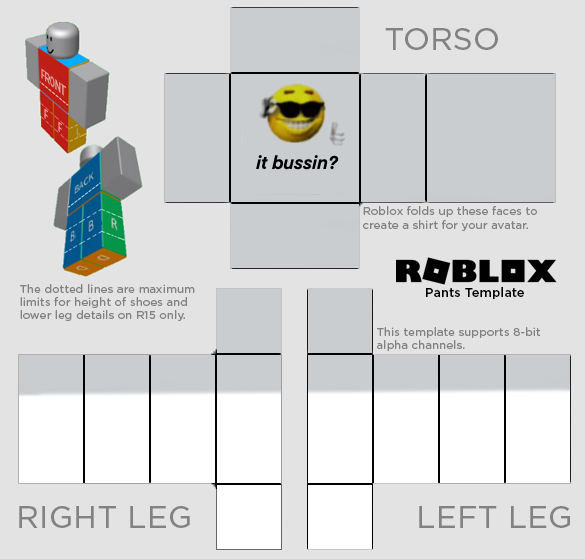 TORSO
FRONT
F F L
it bussin?
BACK
B B R
Roblox folds up these faces to
create a shirt for your avatar.
ROBLOX
Pants Template
The dotted lines are maximum
limits for height of shoes and
lower leg details on R15 only.
This template supports 8-bit
alpha channels.
RIGHT LEG
LEFT LEG